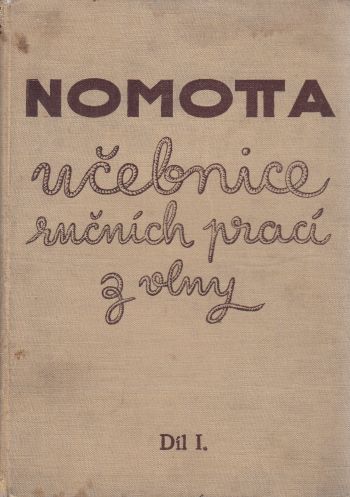 NOMOTTA
učebnice
ručních prací
z vlny
Díl I.